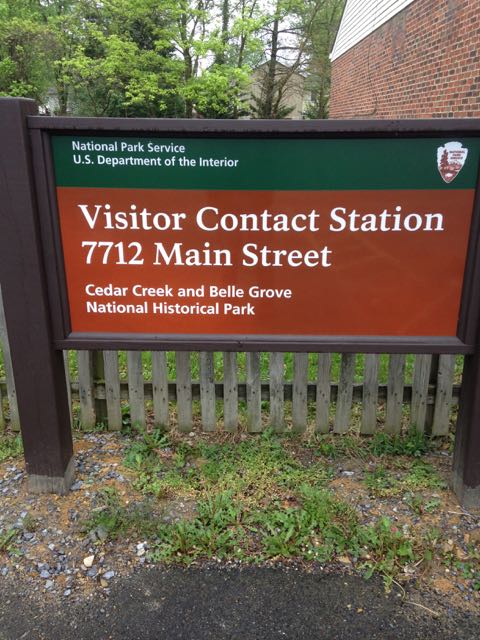 National Park Service
U.S. Department of the Interior
Visitor Contact Station
7712 Main Street
Cedar Creek and Belle Grove
National Historical Park